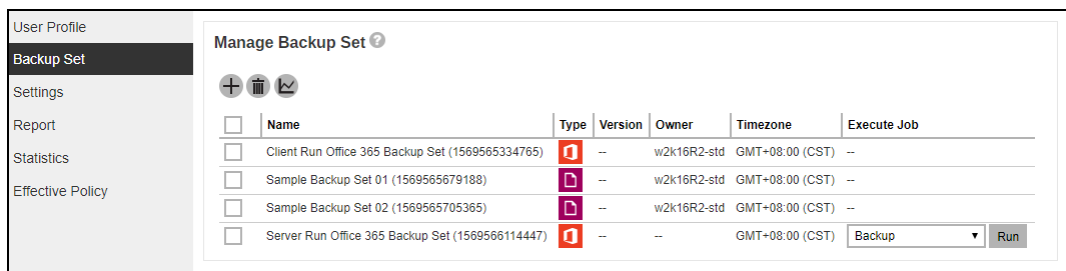 User Profile
Backup Set
Settings
Report
Statistics
Effective Policy
Manage Backup Set ?
Name Type Version Owner Timezone Execute Job
Client Run Office 365 Backup Set (1569565334765) -- w2k16R2-std GMT+08:00 (CST) --
Sample Backup Set 01 (1569565679188) -- w2k16R2-std GMT+08:00 (CST) --
Sample Backup Set 02 (1569565705365) -- w2k16R2-std GMT+08:00 (CST) --
Server Run Office 365 Backup Set (1569566114447) -- -- GMT+08:00 (CST) Backup Run